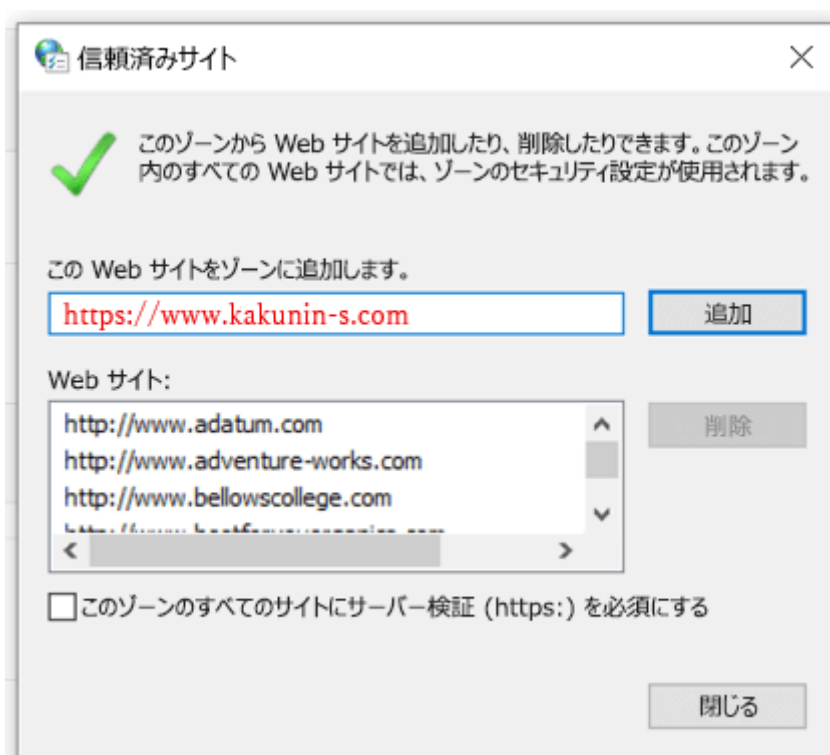 信頼済みサイト
このゾーンから Web サイトを追加したり、削除したりできます。このゾーン
内のすべての Web サイトでは、ゾーンのセキュリティ設定が使用されます。
この Web サイトをゾーンに追加します。
https://www.kakunin-s.com
追加
Web サイト:
http://www.adatum.com
削除
http://www.adventure-works.com
http://www.bellowscollege.com
このゾーンのすべてのサイトにサーバー検証 (https:) を必須にする
閉じる